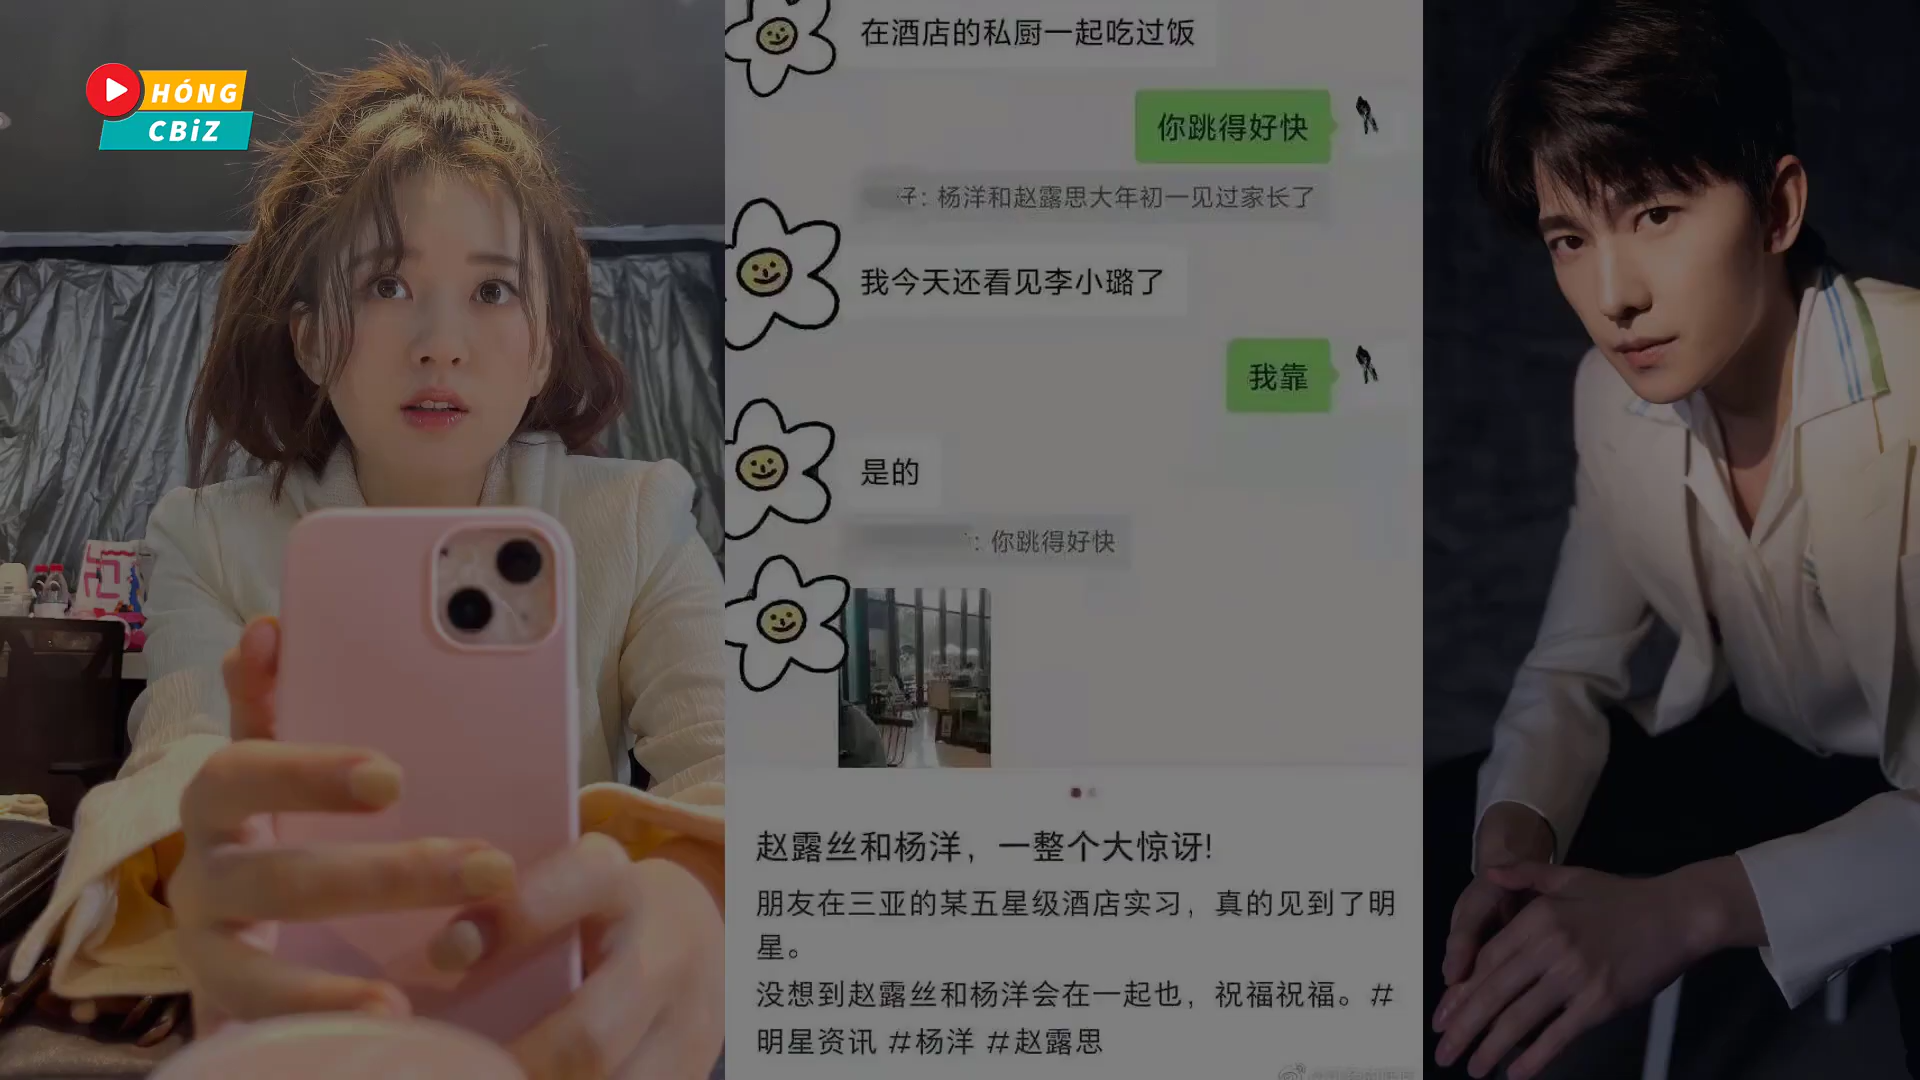 HÓNG
CBiZ
在酒店的私厨一起吃过饭
你跳得好快
子: 杨洋和赵露思大年初一见过家长了
我今天还看见李小璐了
我靠
是的
: 你跳得好快
赵露丝和杨洋，一整个大惊讶!
朋友在三亚的某五星级酒店实习，真的见到了明
星。
没想到赵露丝和杨洋会在一起也，祝福祝福。#
明星资讯 #杨洋 #赵露思